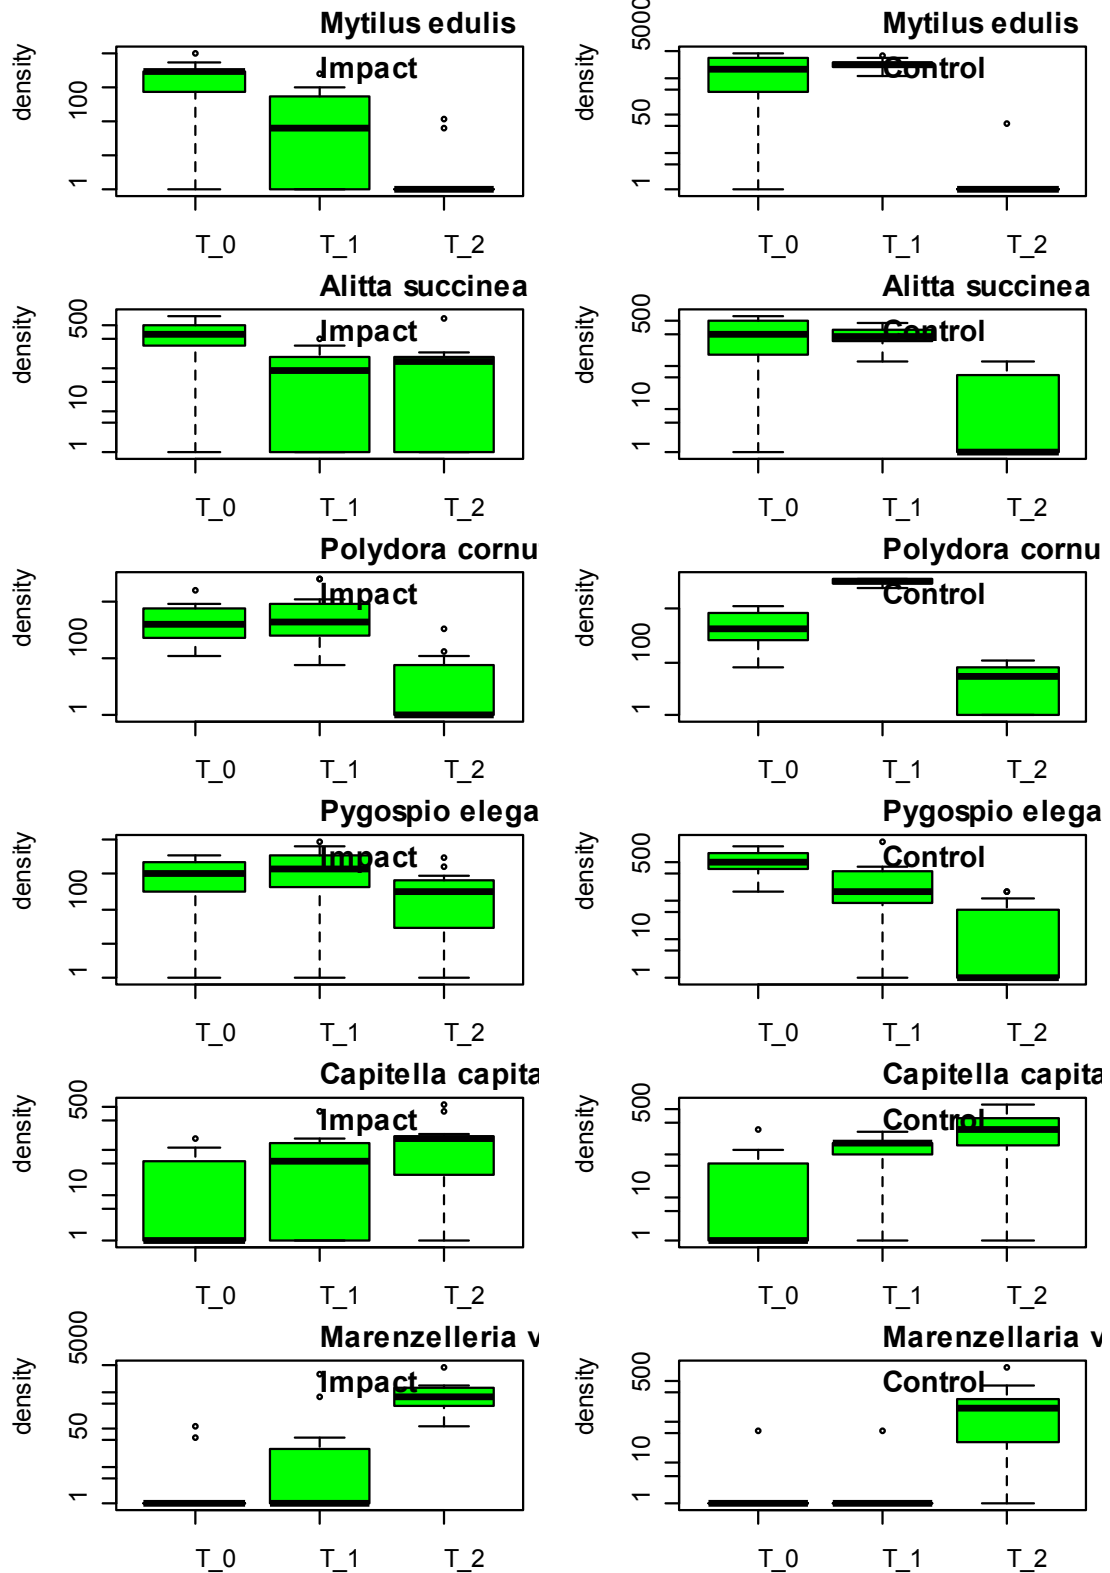 Mytilus edulis
Impact
density
100
1
T_0 T_1 T_2
Mytilus edulis
Control
density
5000
50
1
T_0 T_1 T_2
Alitta succinea
Impact
density
500
10
1
T_0 T_1 T_2
Alitta succinea
Control
density
500
10
1
T_0 T_1 T_2
Polydora cornu
Impact
density
100
1
T_0 T_1 T_2
Polydora cornu
Control
density
100
1
T_0 T_1 T_2
Pygospio elega
Impact
density
100
1
T_0 T_1 T_2
Pygospio elega
Control
density
500
10
1
T_0 T_1 T_2
Capitella capita
Impact
density
500
10
1
T_0 T_1 T_2
Capitella capita
Control
density
500
10
1
T_0 T_1 T_2
Marenzelleria v
Impact
density
5000
50
1
T_0 T_1 T_2
Marenzellaria v
Control
density
500
10
1
T_0 T_1 T_2